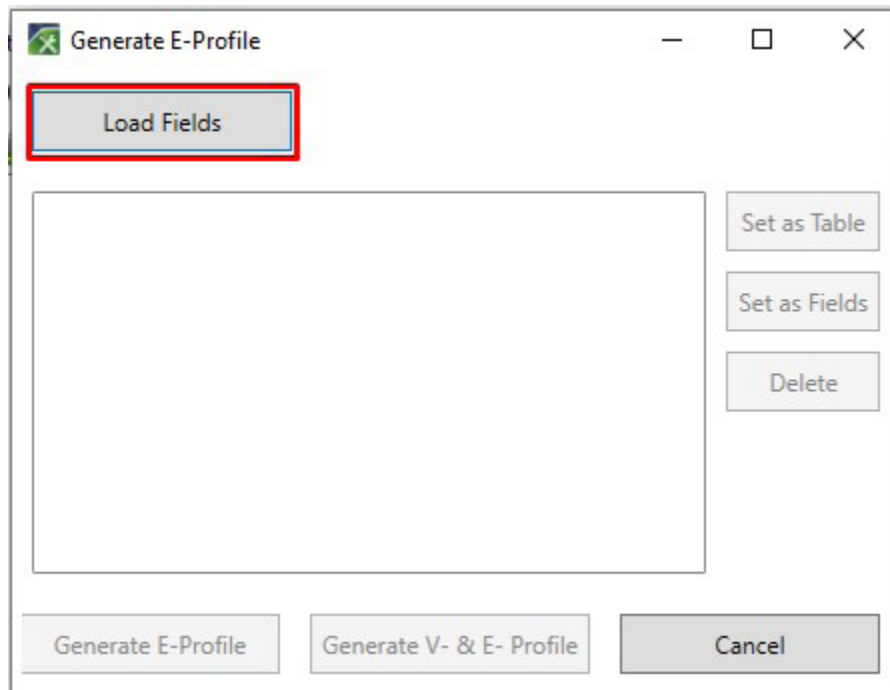 Generate E-Profile
Load Fields
Set as Table
Set as Fields
Delete
Generate E-Profile
Generate V- & E- Profile
Cancel